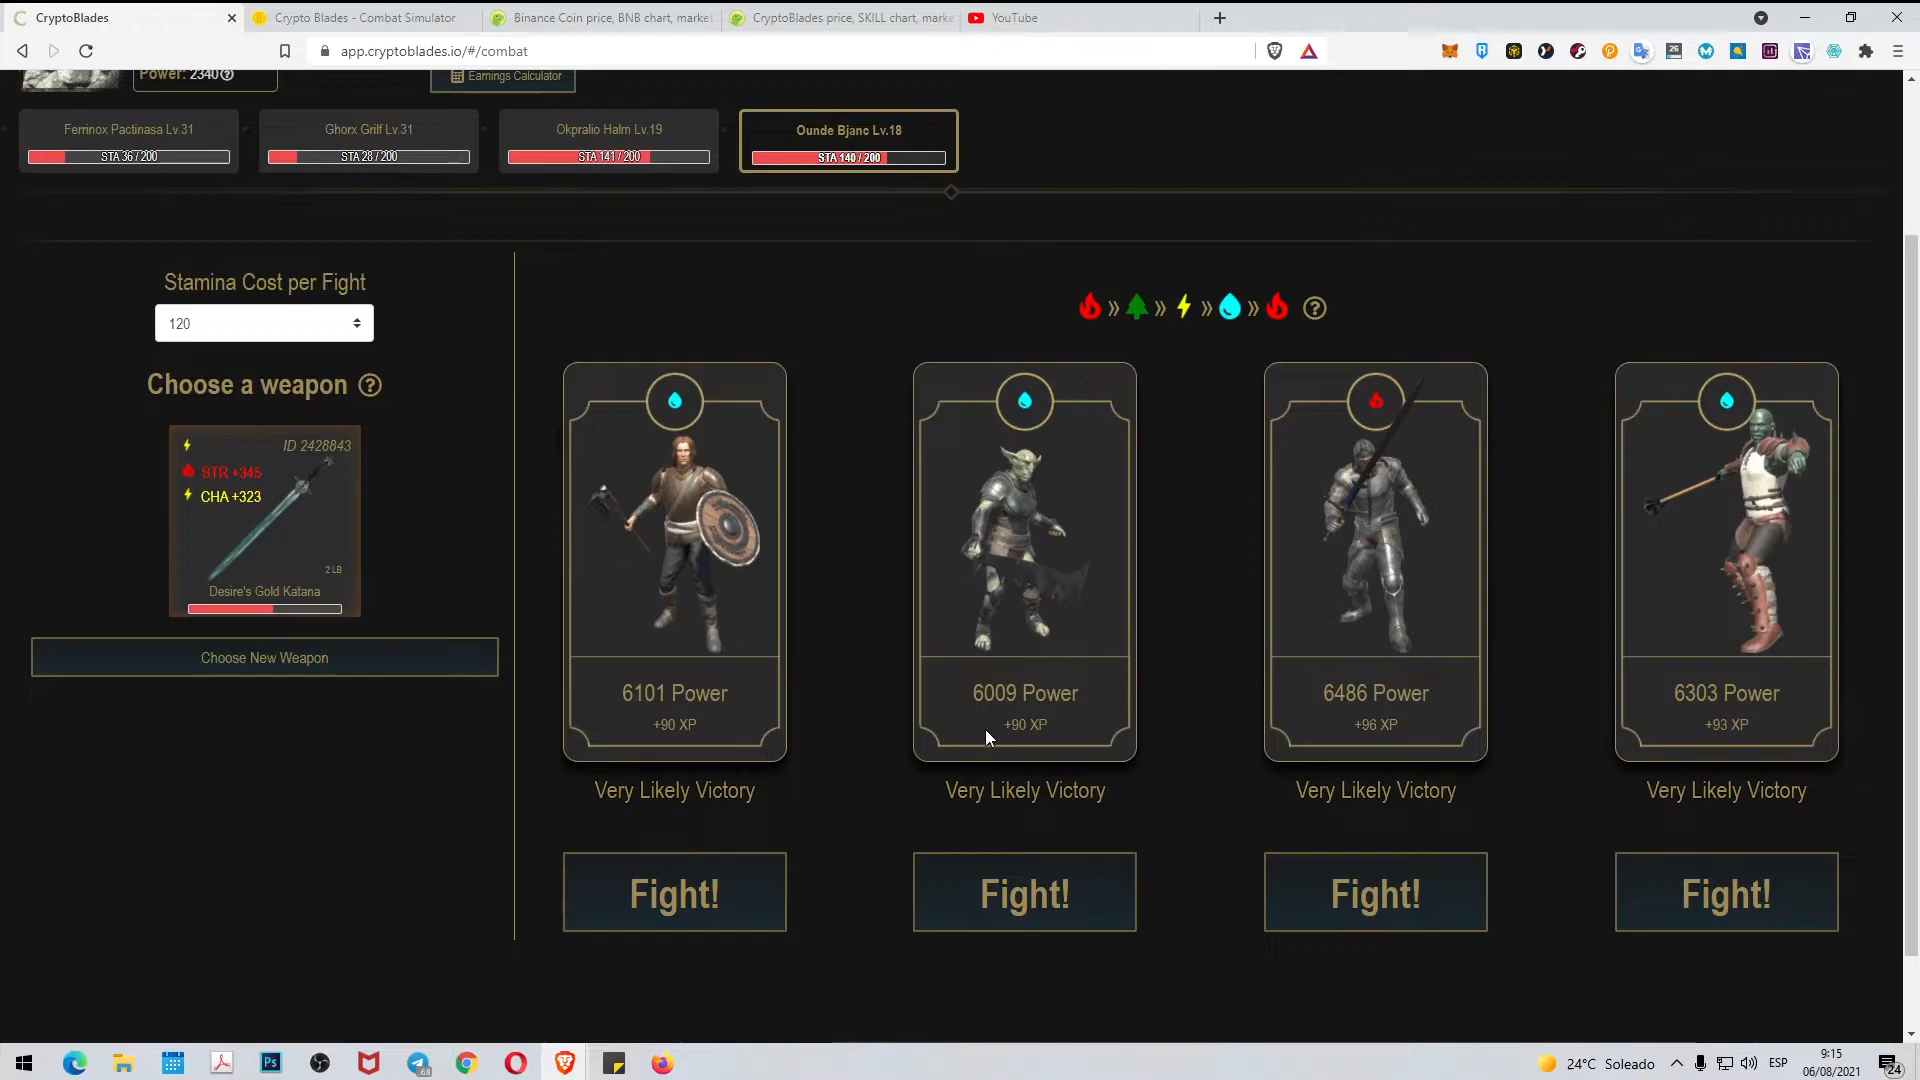 CryptoBlades
Crypto Blades - Combat Simulator
Binance Coin price, BNB chart, market
CryptoBlades price, SKILL chart, marke
YouTube
app.cryptoblades.io/#/combat
26
Power: 2340
Earnings Calculator
Ferrinox Pactinasa Lv.31
STA 36 / 200
Ghorx Grilf Lv.31
STA 28 / 200
Okpralio Halm Lv.19
STA 141 / 200
Ounde Bjanc Lv.18
STA 140 / 200
Stamina Cost per Fight
120
Choose a weapon ?
ID 2428843
STR +345
CHA +323
2 LB
Desire's Gold Katana
Choose New Weapon
» » » » ?
6101 Power
+90 XP
Very Likely Victory
Fight!
6009 Power
+90 XP
Very Likely Victory
Fight!
6486 Power
+96 XP
Very Likely Victory
Fight!
6303 Power
+93 XP
Very Likely Victory
Fight!
Ps
68
24°C Soleado
ESP
9:15
06/08/2021
24